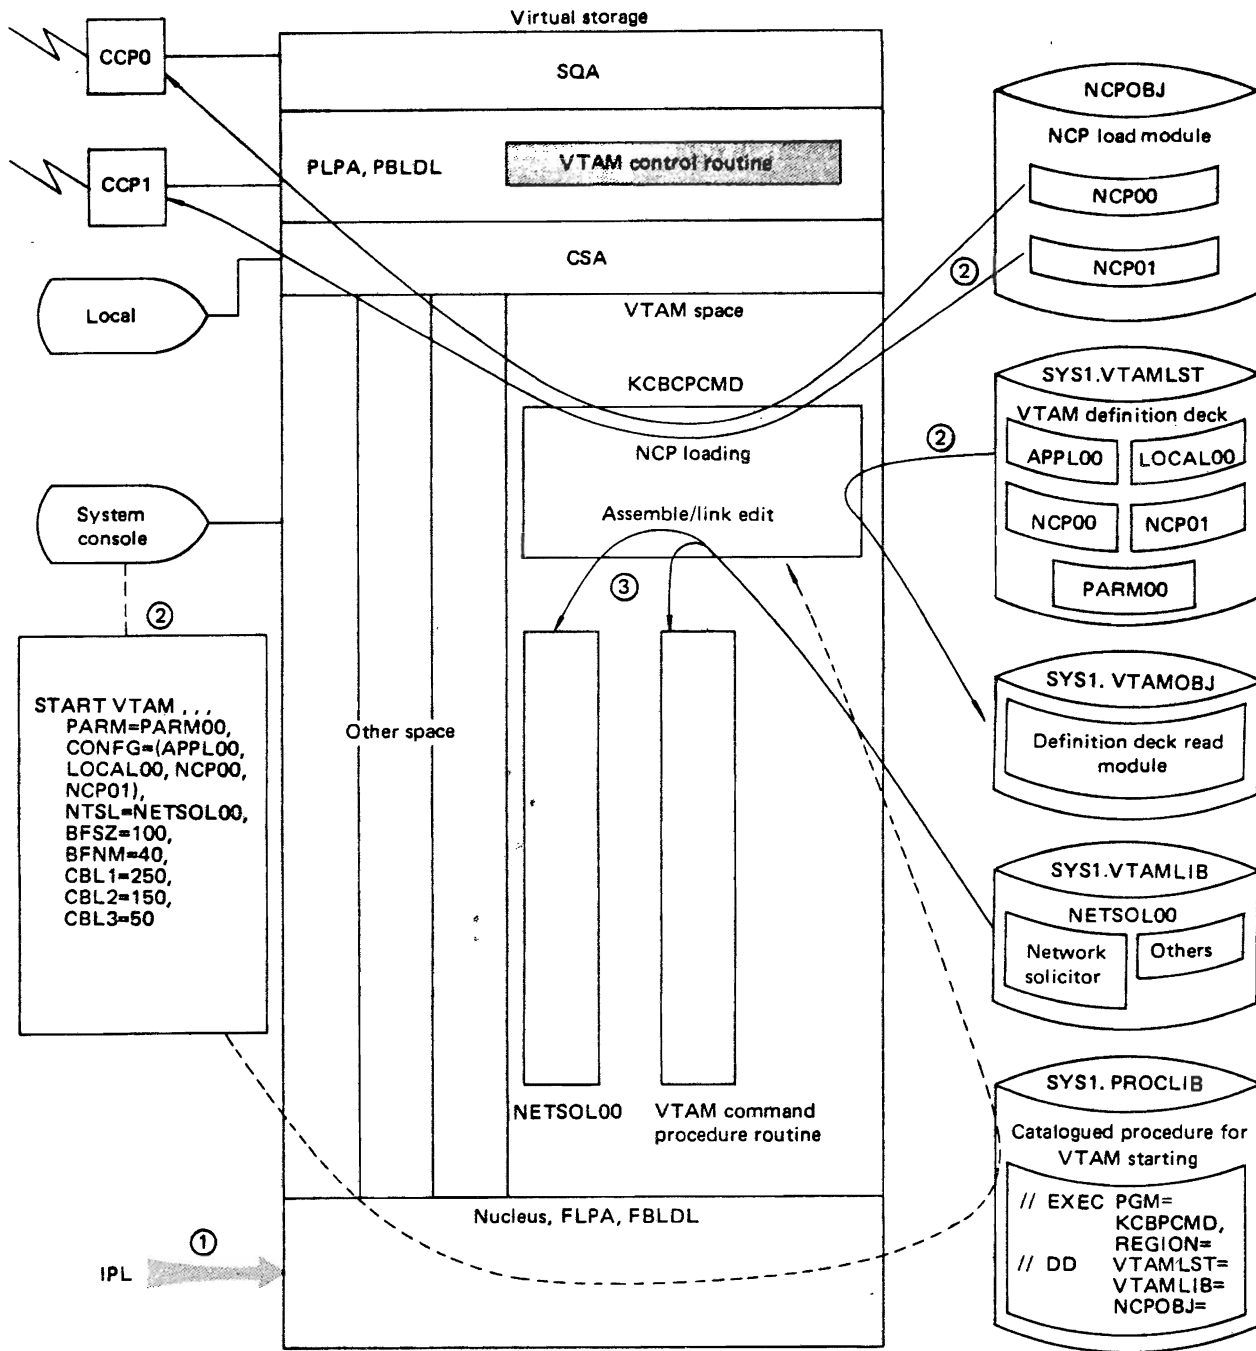 Virtual storage
CCP0
SQA
CCP1
PLPA, PBLDL
VTAM control routine
CSA
Local
VTAM space
KCBCPCMD
NCP loading
Assemble/link edit
System
console
②
START VTAM ...
PARM=PARM00,
CONFG=(APPL00,
LOCAL00, NCP00,
NCP01),
NTSL=NETSOL00,
BFSZ=100,
BFNM=40,
CBL1=250,
CBL2=150,
CBL3=50
Other space
③
NETSOL00
VTAM command
procedure routine
Nucleus, FLPA, FBLDL
①
IPL
NCPOBJ
NCP load module
NCP00
NCP01
②
SYS1.VTAMLST
VTAM definition deck
APPL00
LOCAL00
NCP00
NCP01
PARM00
②
SYS1. VTAMOBJ
Definition deck read
module
SYS1.VTAMLIB
NETSOL00
Network
solicitor
Others
SYS1. PROCLIB
Catalogued procedure for
VTAM starting
// EXEC PGM=
KCBPCMD,
REGION=
// DD VTAMLST=
VTAMLIB=
NCPOBJ=